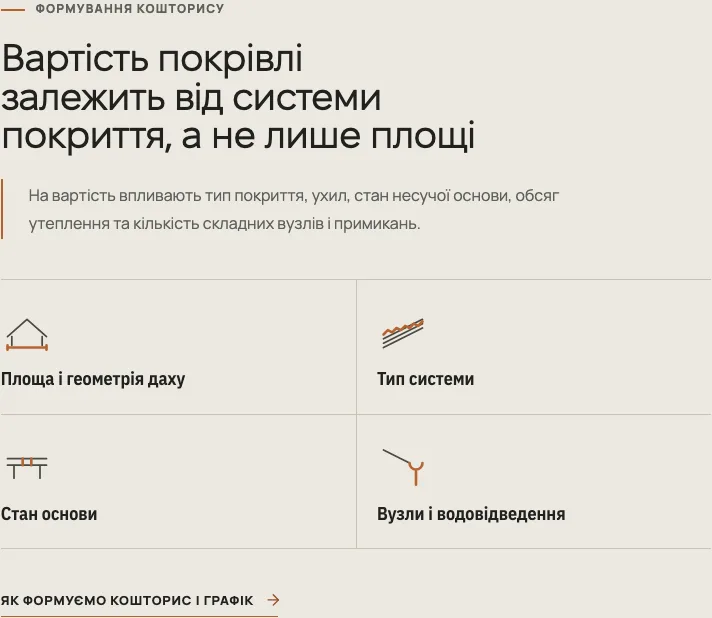 ФОРМУВАННЯ КОШТОРИСУ
Вартість покрівлі
залежить від системи
покриття, а не лише площі
На вартість впливають тип покриття, ухил, стан несучої основи, обсяг
утеплення та кількість складних вузлів і примикань.
Площа і геометрія даху
Тип системи
Стан основи
Вузли і водовідведення
ЯК ФОРМУЄМО КОШТОРИС І ГРАФІК →